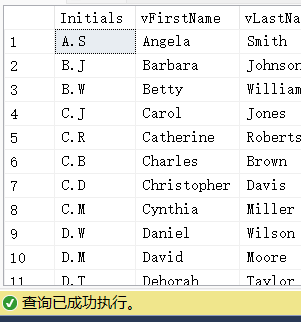 Initials vFirstName vLastNa
1 A.S Angela Smith
2 B.J Barbara Johnson
3 B.W Betty William
4 C.J Carol Jones
5 C.R Catherine Roberts
6 C.B Charles Brown
7 C.D Christopher Davis
8 C.M Cynthia Miller
9 D.W Daniel Wilson
10 D.M David Moore
11 D.T Deborah Taylor
查询已成功执行。